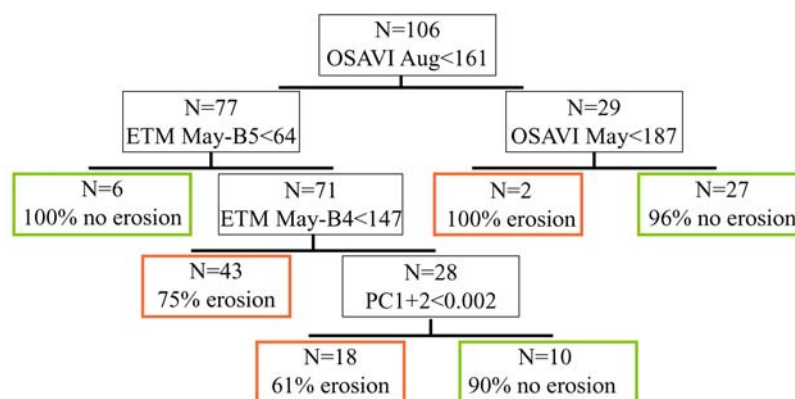 N=106
OSAVI Aug<161
N=77
ETM May-B5<64
N=29
OSAVI May<187
N=6
100% no erosion
N=71
ETM May-B4<147
N=2
100% erosion
N=27
96% no erosion
N=43
75% erosion
N=28
PC1+2<0.002
N=18
61% erosion
N=10
90% no erosion